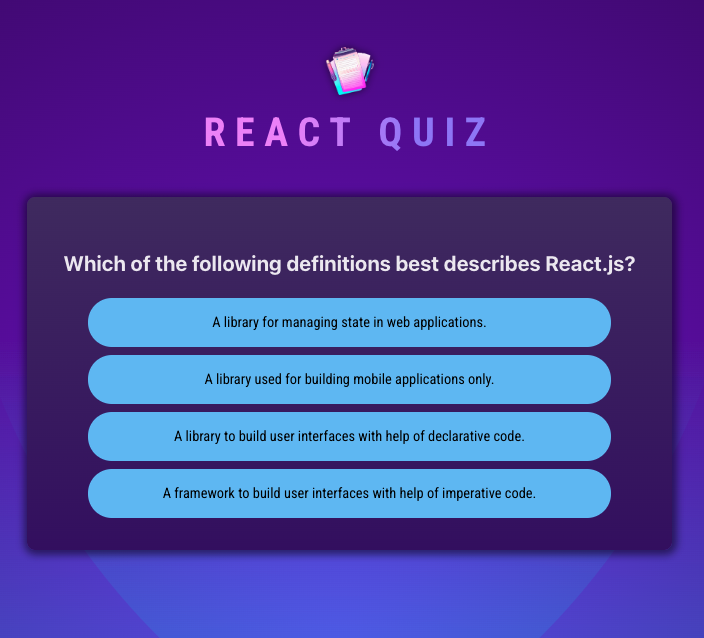 REACT QUIZ
Which of the following definitions best describes React.js?
A library for managing state in web applications.
A library used for building mobile applications only.
A library to build user interfaces with help of declarative code.
A framework to build user interfaces with help of imperative code.